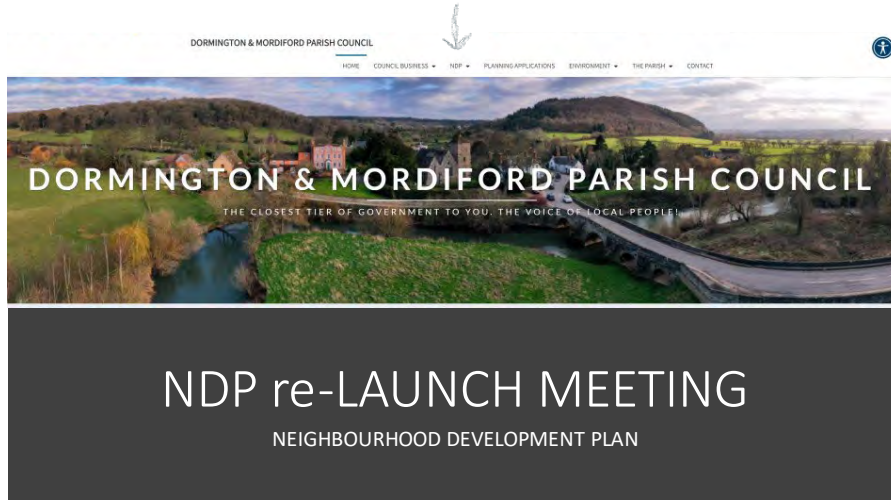 DORMINGTON & MORDIFORD PARISH COUNCIL
HOME COUNCIL BUSINESS NDP PLANNING APPLICATIONS ENVIRONMENT THE PARISH CONTACT
DORMINGTON & MORDIFORD PARISH COUNCIL
THE CLOSEST TIER OF GOVERNMENT TO YOU. THE VOICE OF LOCAL PEOPLE!
NDP re-LAUNCH MEETING
NEIGHBOURHOOD DEVELOPMENT PLAN